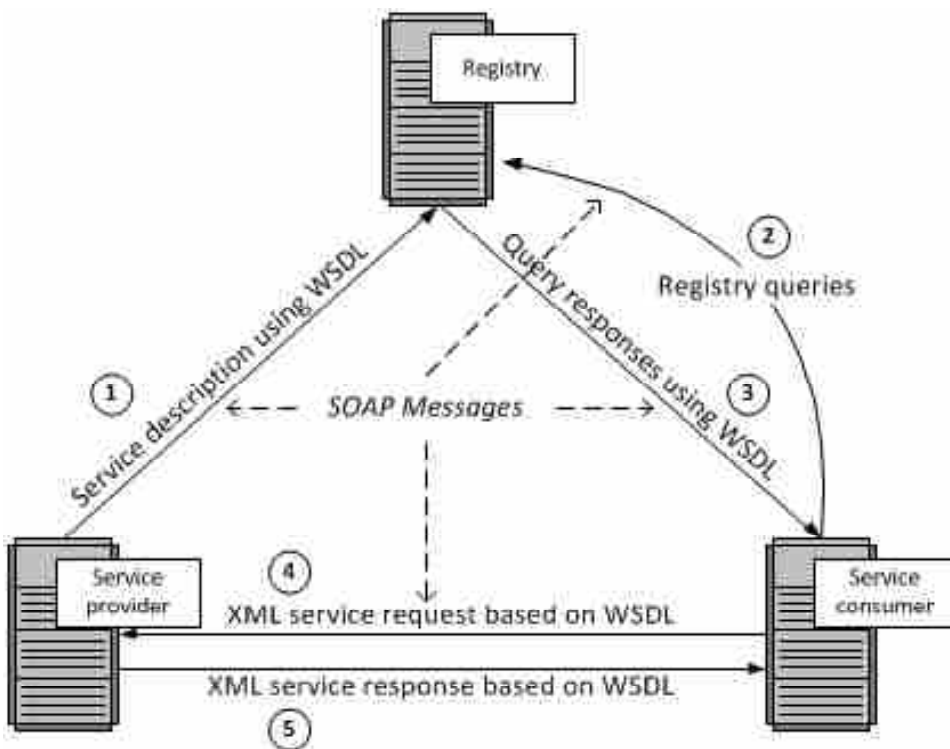 Registry
2
Registry queries
Query responses using WSDL
3
1
Service description using WSDL
SOAP Messages
Service
provider
4
XML service request based on WSDL
Service
consumer
XML service response based on WSDL
5